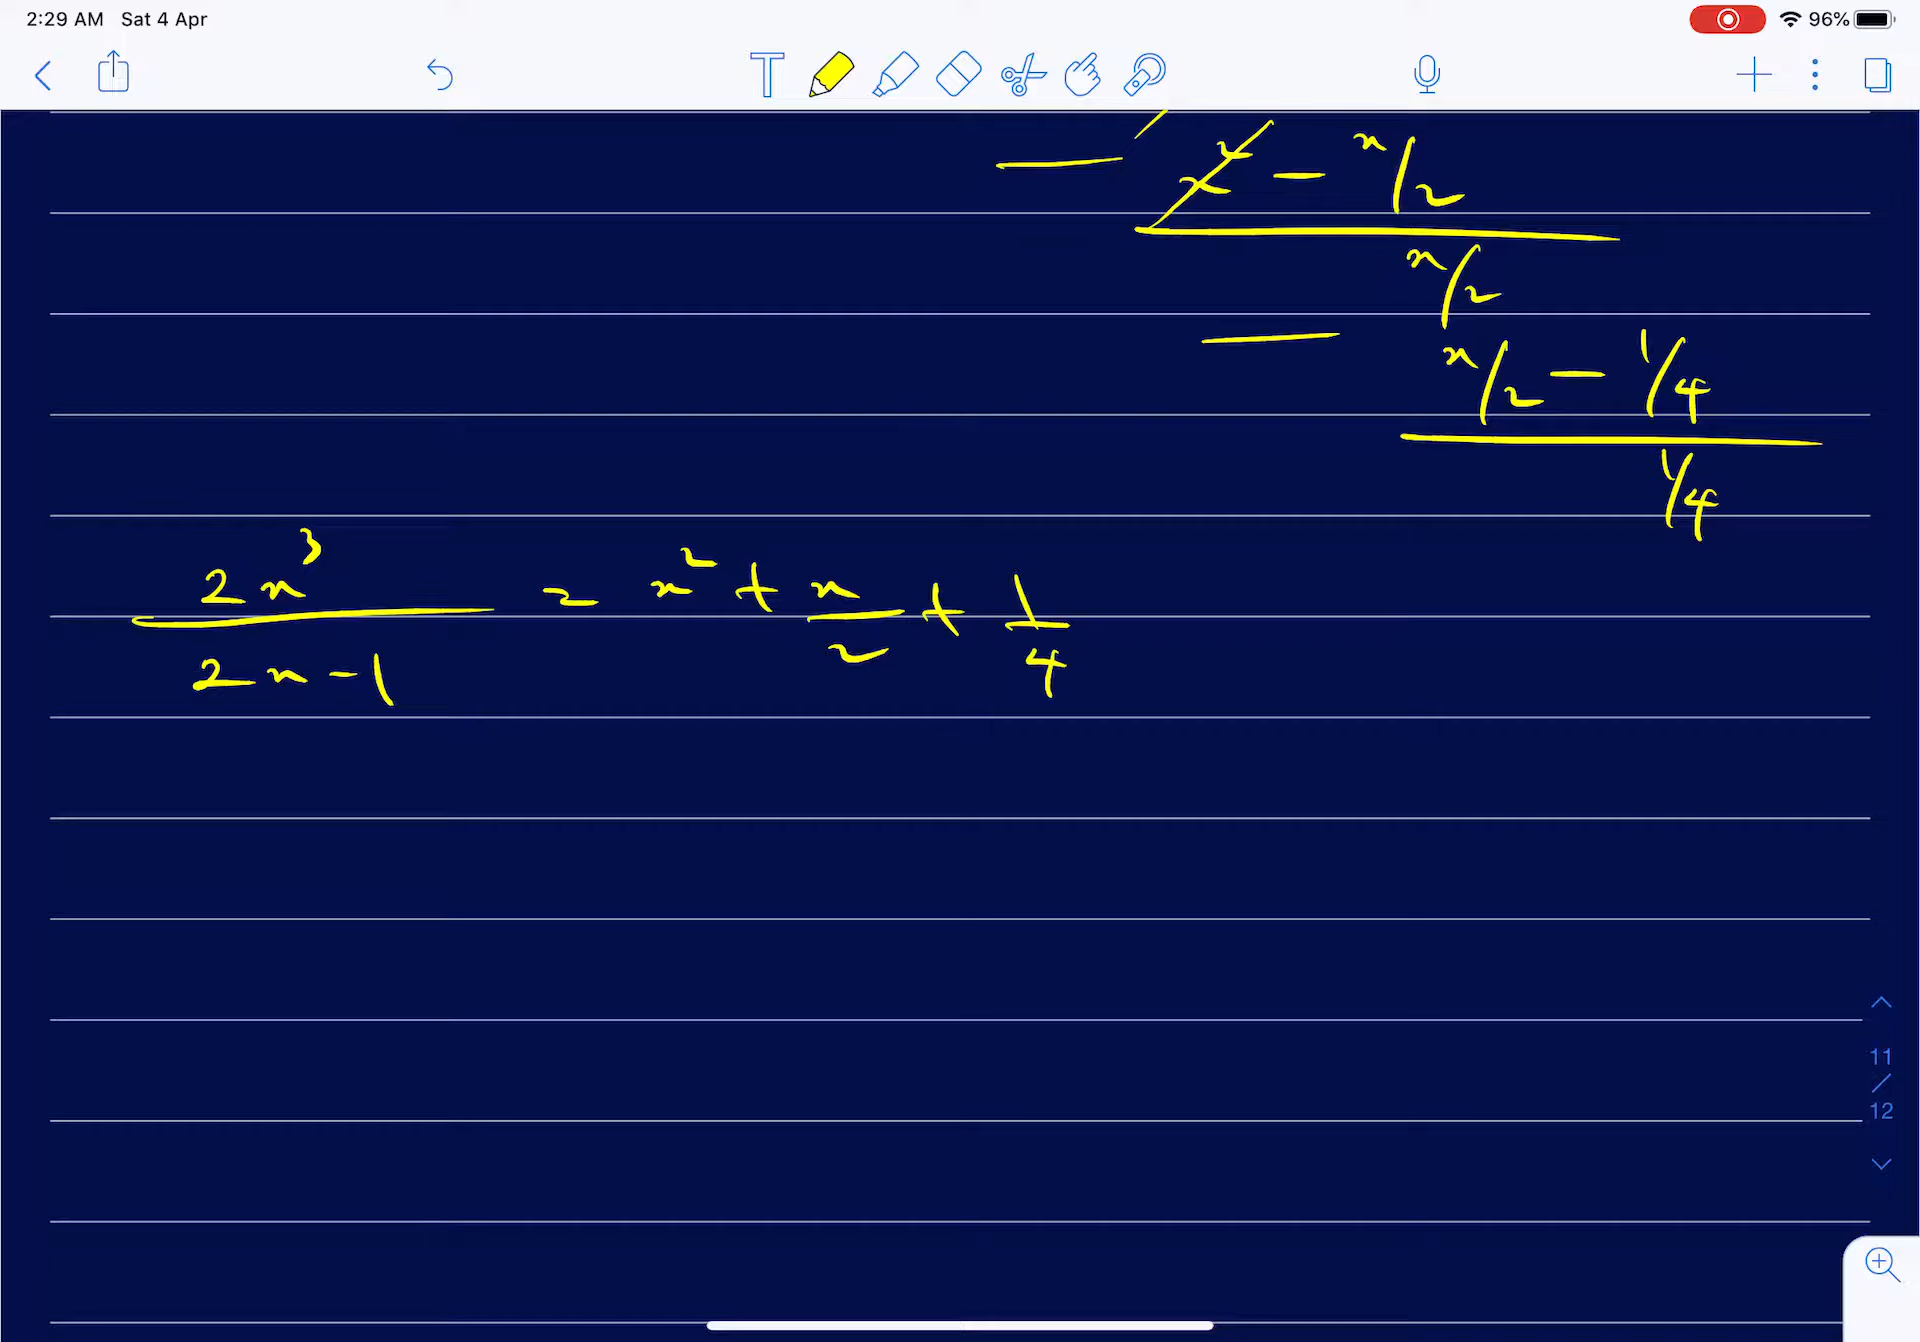 2:29 AM Sat 4 Apr 96%
T
x² - x/2
x/2
x/2 - 1/4
1/4
2x³/(2x-1) = x² + x/2 + 1/4
11
/
12